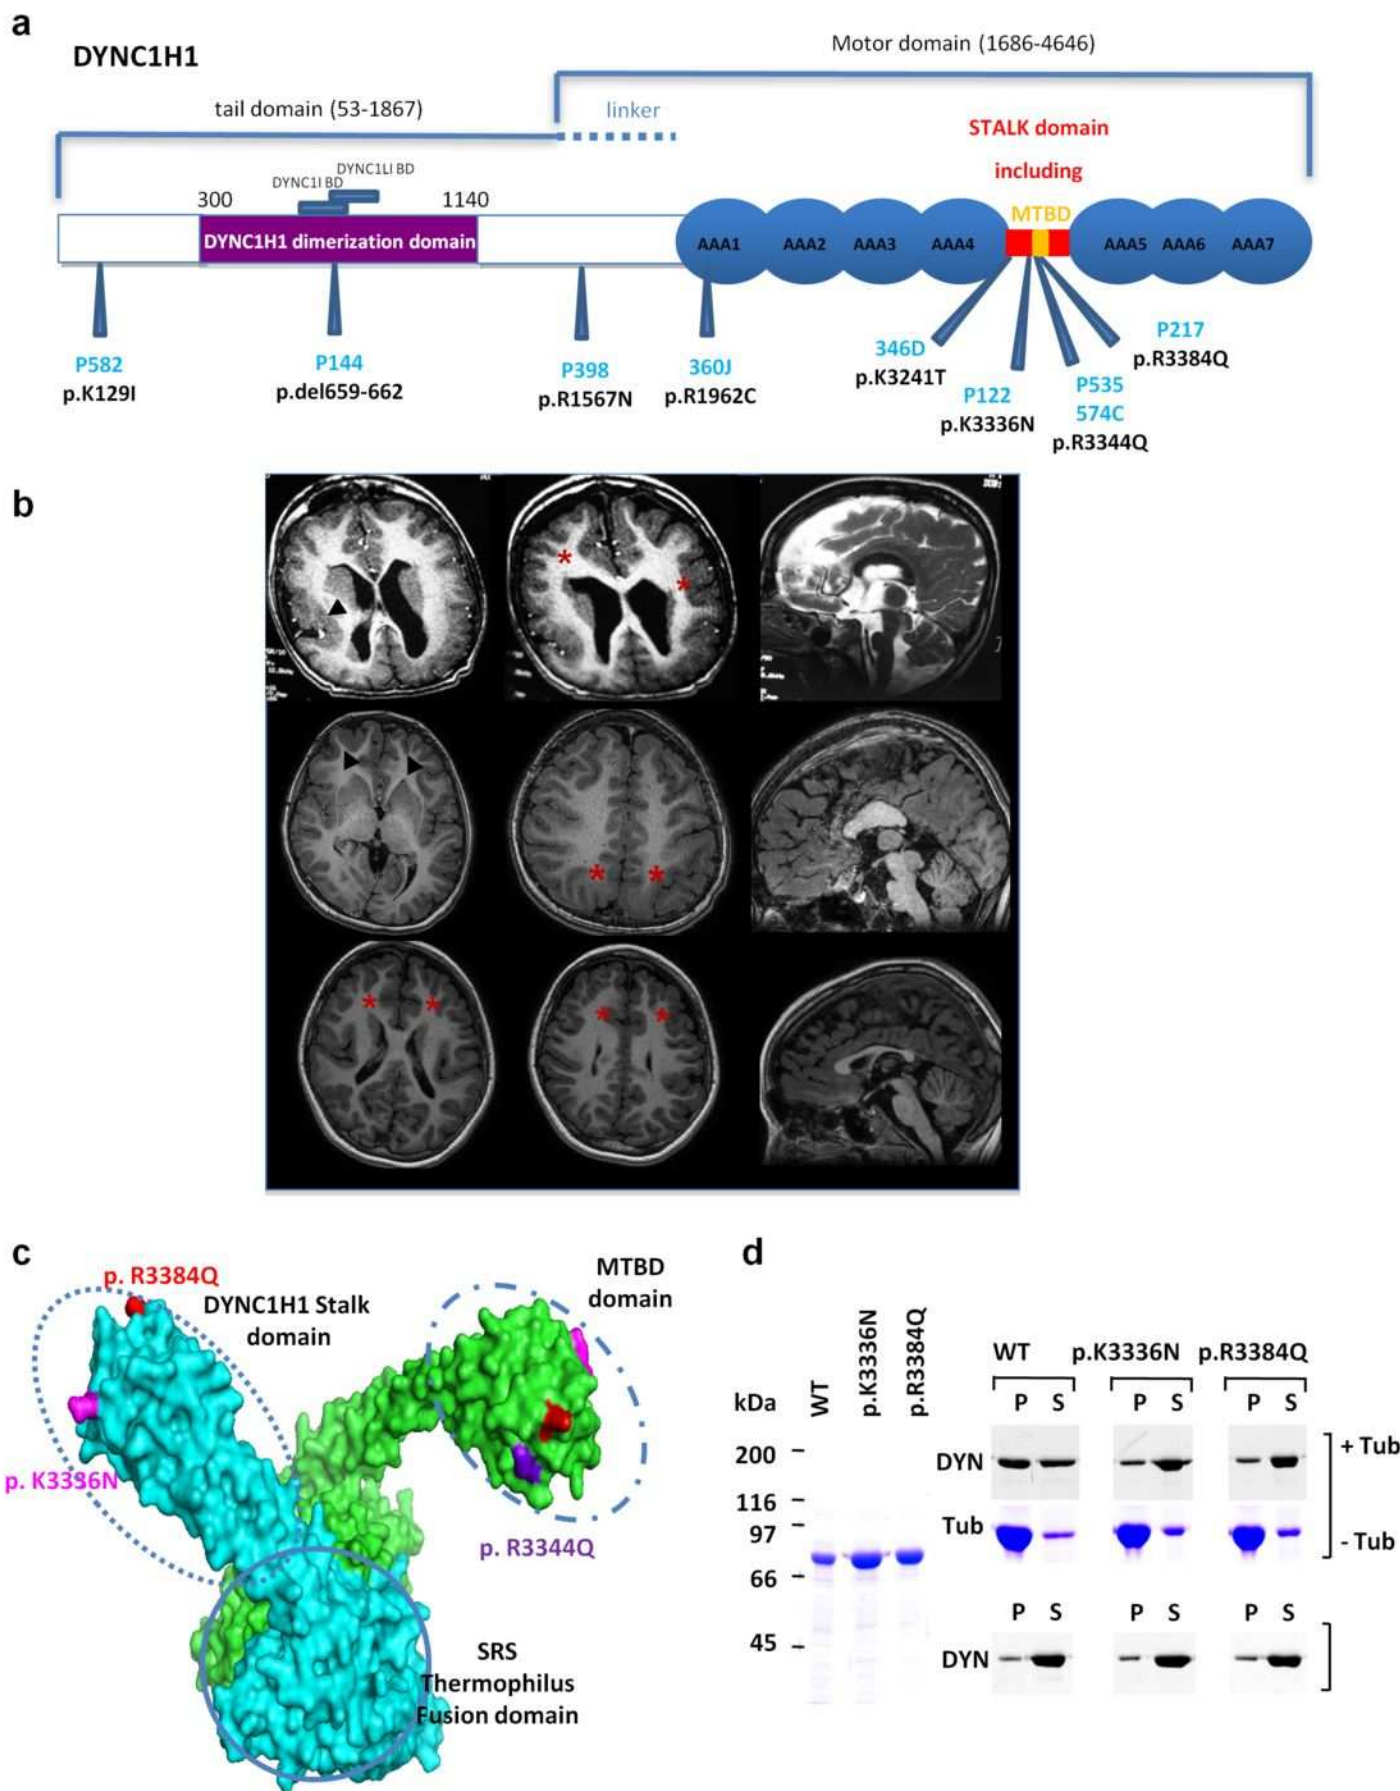 a
DYNC1H1
Motor domain (1686-4646)
tail domain (53-1867)
linker
STALK domain
including
DYNC1LI BD
DYNC1I BD
300
1140
MTBD
DYNC1H1 dimerization domain
AAA1
AAA2
AAA3
AAA4
AAA5
AAA6
AAA7
P582
p.K129I
P144
p.del659-662
P398
p.R1567N
360J
p.R1962C
346D
p.K3241T
P122
p.K3336N
P535
574C
p.R3344Q
P217
p.R3384Q
b
*
*
*
*
*
*
*
*
c
p. R3384Q
DYNC1H1 Stalk
domain
MTBD
domain
p. K3336N
p. R3344Q
SRS
Thermophilus
Fusion domain
d
kDa
WT
p.K3336N
p.R3384Q
200
116
97
66
45
WT
p.K3336N
p.R3384Q
P S
P S
P S
DYN
+ Tub
Tub
- Tub
P S
P S
P S
DYN